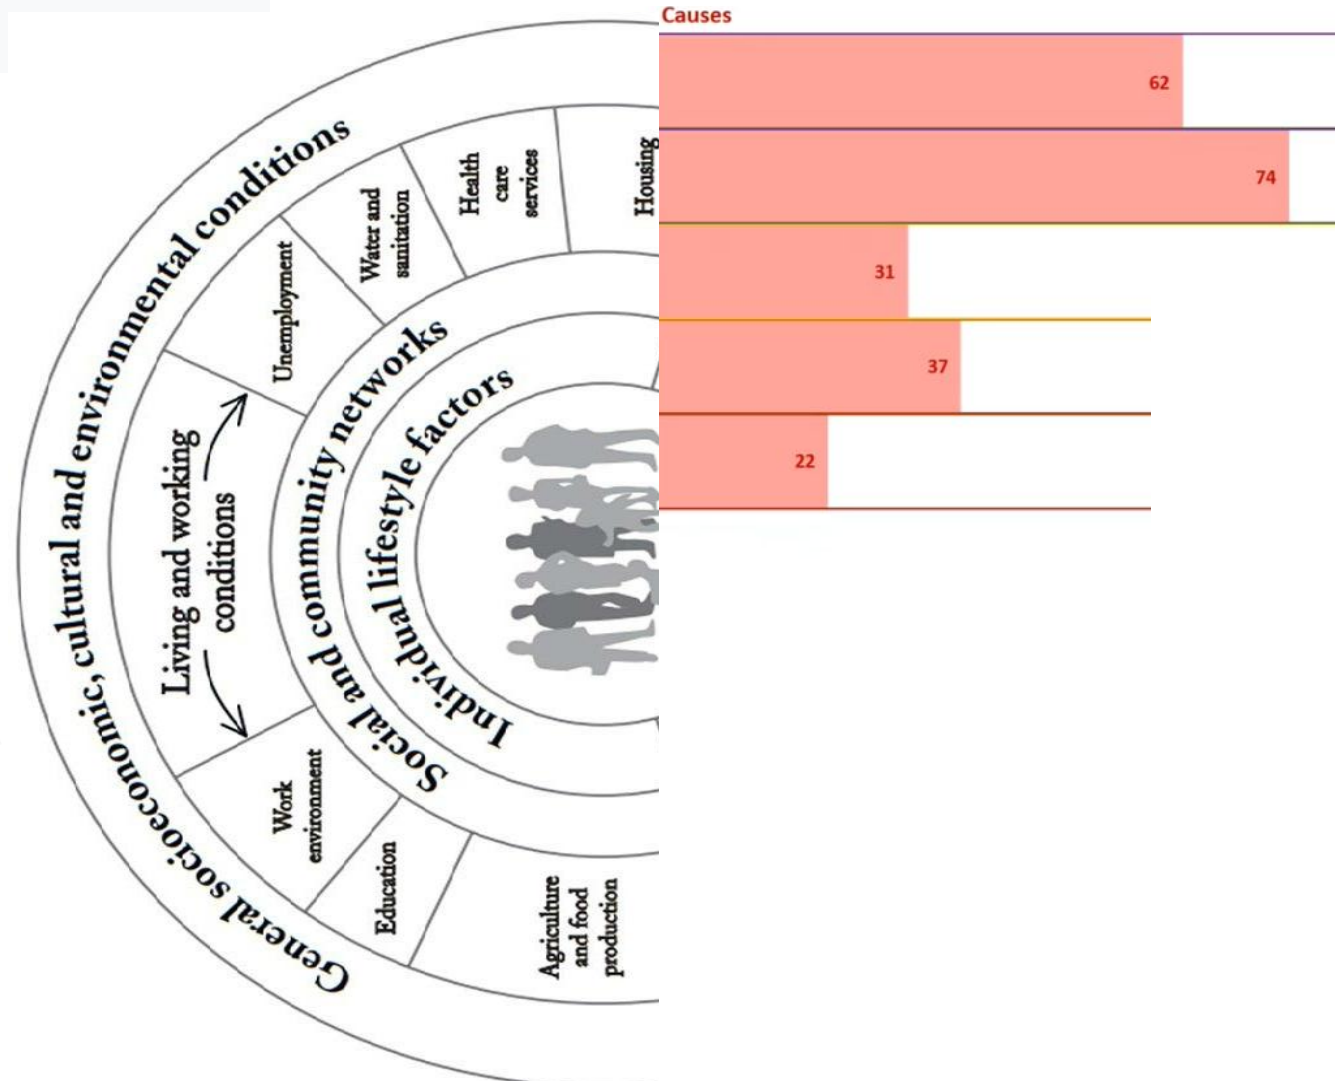 Causes
62
74
31
37
22
General socioeconomic, cultural and environmental conditions
Living and working
conditions
Unemployment
Water and
sanitation
Health
care
services
Housing
Work
environment
Education
Agriculture
and food
production
Social and community networks
Individual lifestyle factors